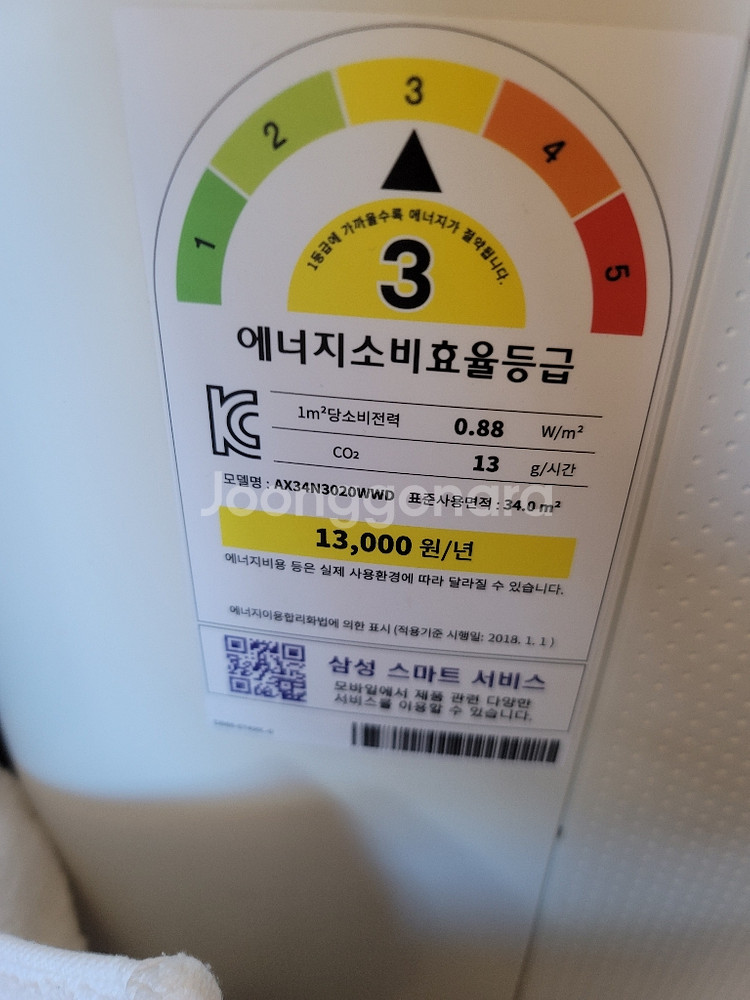 3
2
4
1
5
1등급에 가까울수록 에너지가 절약됩니다.
3
에너지소비효율등급
1m²당소비전력 0.88 W/m²
CO₂ 13 g/시간
모델명 : AX34N3020WWD 표준사용면적 : 34.0 m²
Joonggonara
13,000 원/년
에너지비용 등은 실제 사용환경에 따라 달라질 수 있습니다.
에너지이용합리화법에 의한 표시 (적용기준 시행일: 2018. 1. 1 )
삼성 스마트 서비스
모바일에서 제품 관련 다양한
서비스를 이용할 수 있습니다.